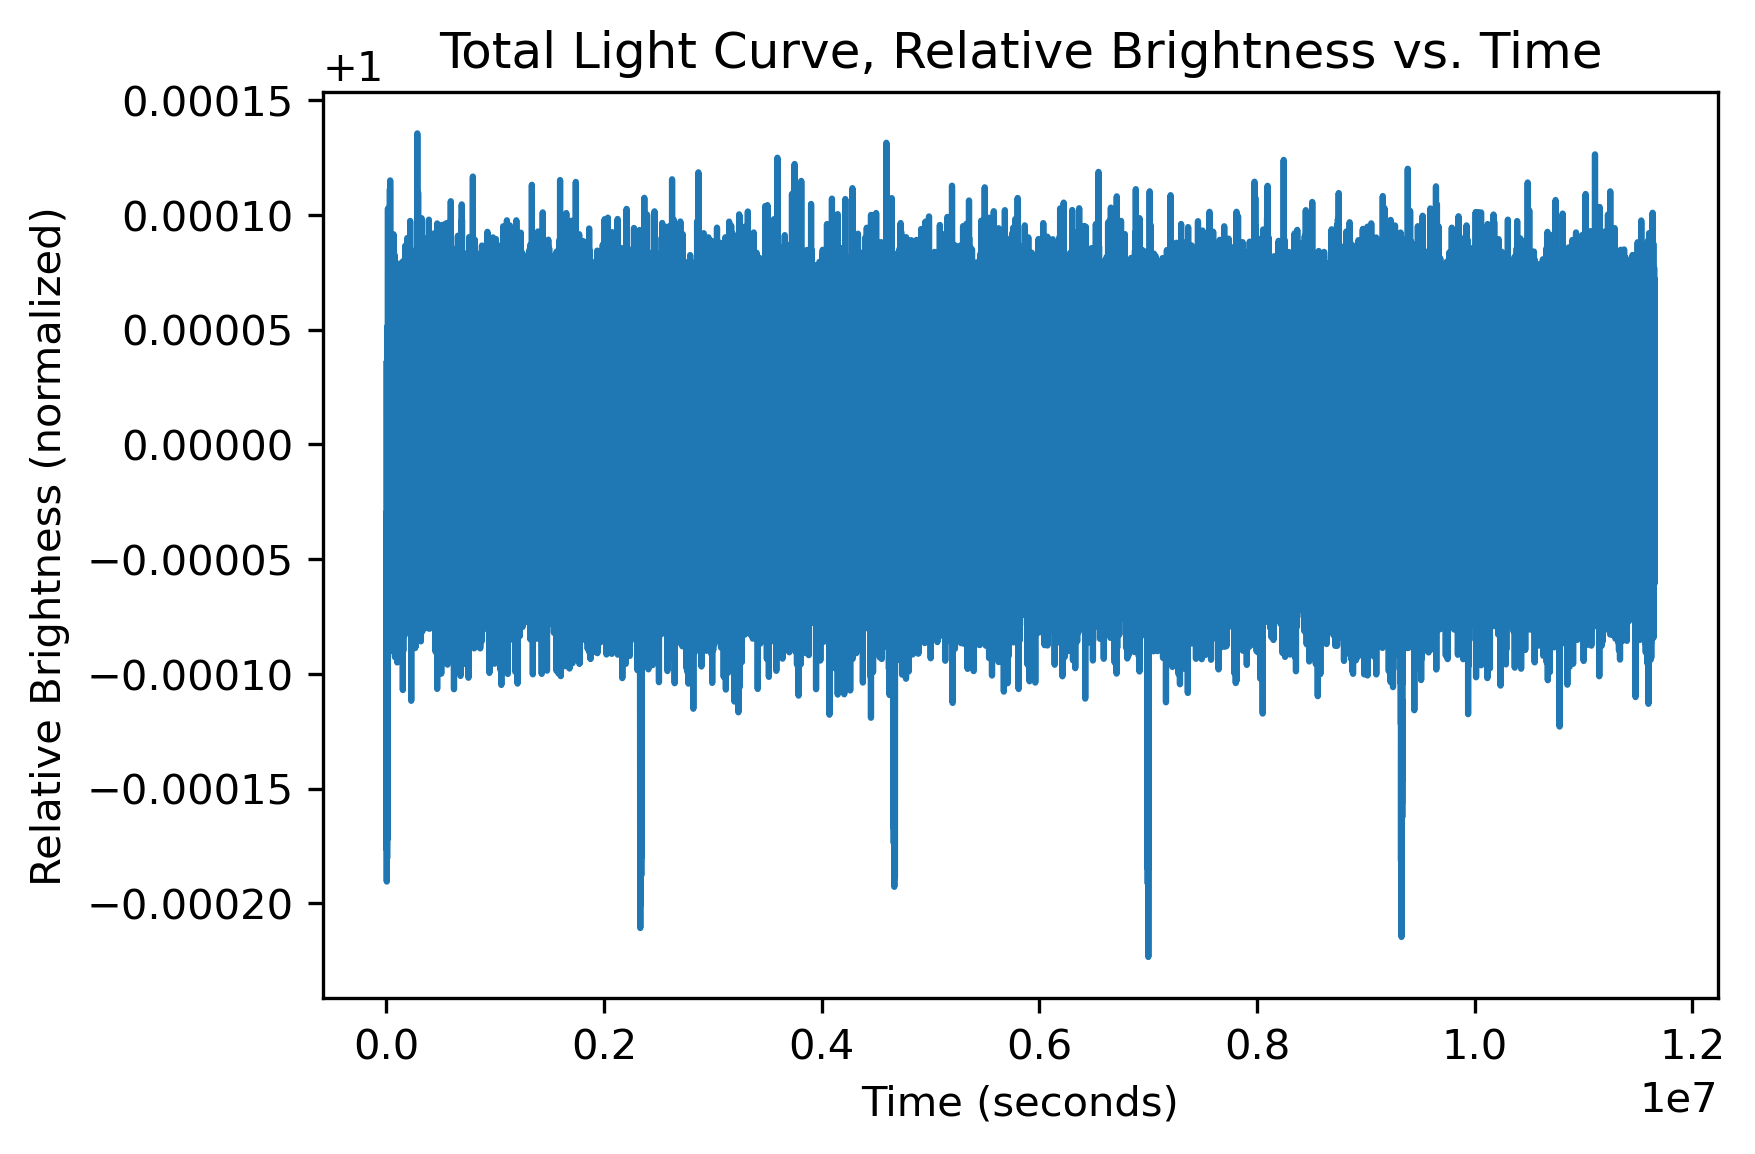 Total Light Curve, Relative Brightness vs. Time
+1
0.00015
0.00010
0.00005
0.00000
−0.00005
−0.00010
−0.00015
−0.00020
Relative Brightness (normalized)
0.0 0.2 0.4 0.6 0.8 1.0 1.2
1e7
Time (seconds)